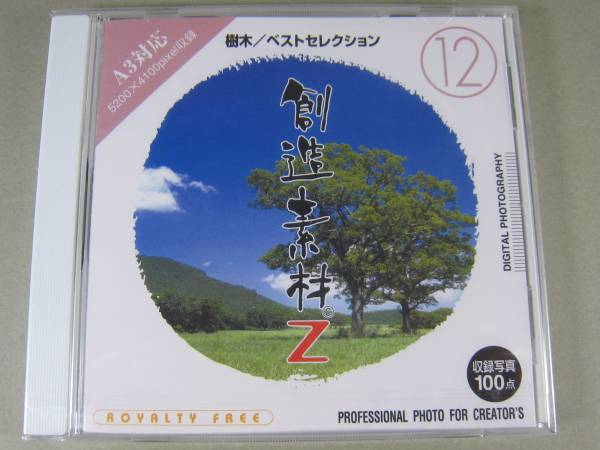 A3対応
5200×4100pixel収録
樹木／ベストセレクション
12
創造素材
©
Z
DIGITAL PHOTOGRAPHY
収録写真
100点
ROYALTY FREE
PROFESSIONAL PHOTO FOR CREATOR'S